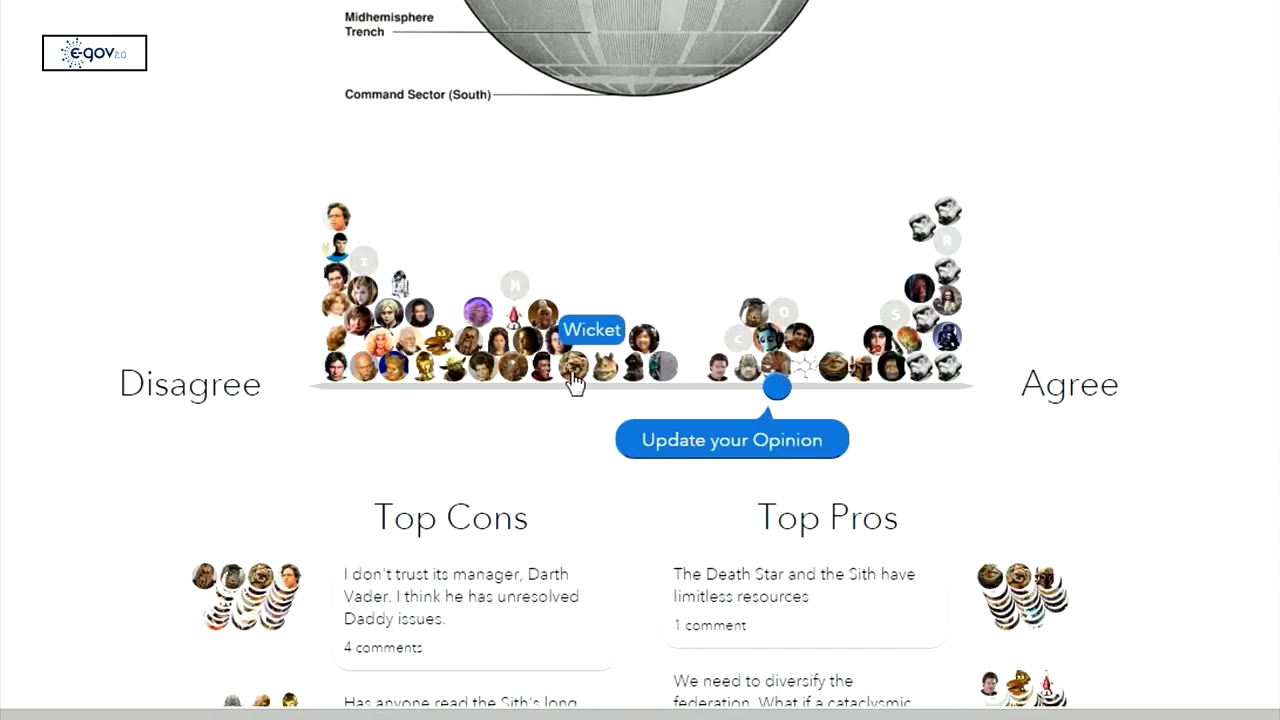 Midhemisphere
Trench
e-gov 2.0
Command Sector (South)
Z
R
M
O
S
C
Wicket
Disagree
Agree
Update your Opinion
Top Cons
Top Pros
I don't trust its manager, Darth
Vader. I think he has unresolved
Daddy issues.
4 comments
The Death Star and the Sith have
limitless resources
1 comment
Has anyone read the Sith's long
We need to diversify the
federation. What if a cataclysmic